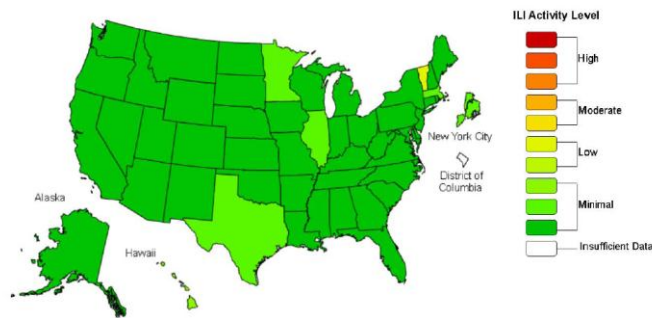 ILI Activity Level
High
Moderate
Low
Minimal
Insufficient Data
New York City
District of
Columbia
Alaska
Hawaii